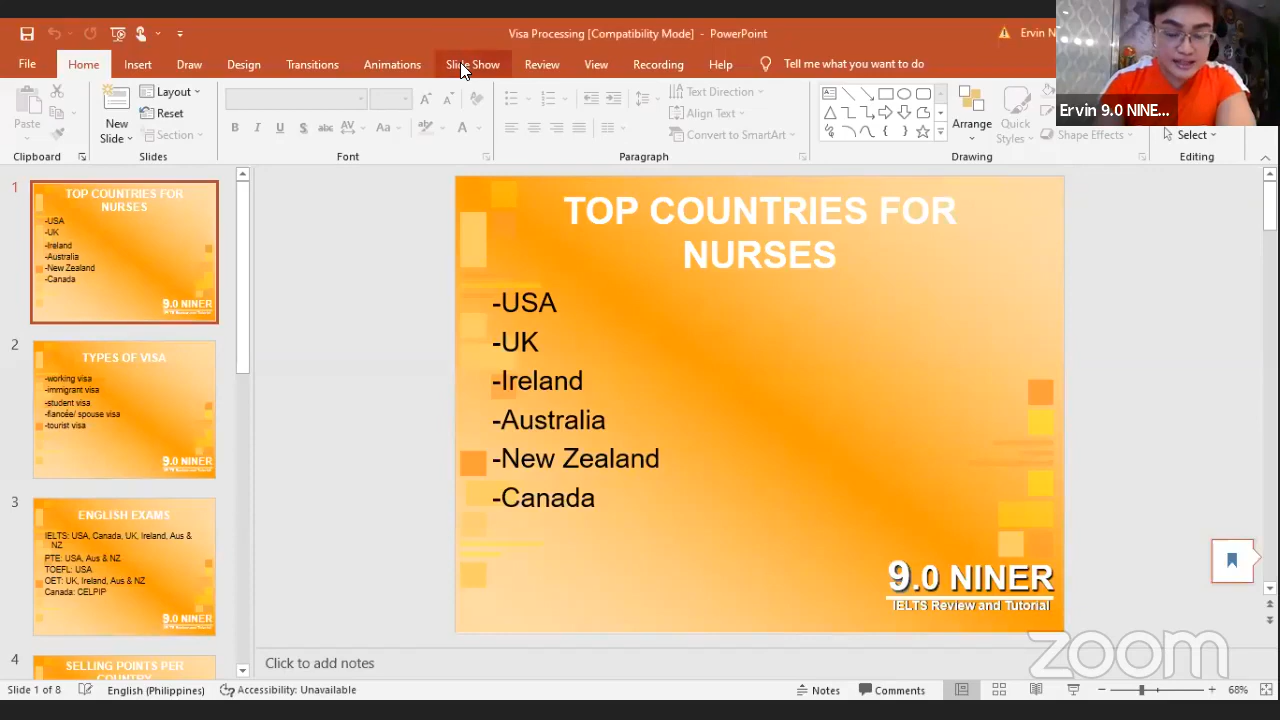 Visa Processing [Compatibility Mode] - PowerPoint
Ervin N
File
Home
Insert
Draw
Design
Transitions
Animations
Slide Show
Review
View
Recording
Help
Tell me what you want to do
Ervin 9.0 NINE...
Paste
New
Slide
Layout
Reset
Section
B I U S abc AV Aa
Text Direction
Align Text
Convert to SmartArt
Arrange
Quick
Styles
Shape Effects
Select
Clipboard
Slides
Font
Paragraph
Drawing
Editing
1
TOP COUNTRIES FOR
NURSES
-USA
-UK
-Ireland
-Australia
-New Zealand
-Canada
9.0 NINER
IELTS Review and Tutorial
2
TYPES OF VISA
-working visa
-immigrant visa
-student visa
-fiancée/ spouse visa
-tourist visa
9.0 NINER
3
ENGLISH EXAMS
IELTS: USA, Canada, UK, Ireland, Aus &
NZ
PTE: USA, Aus & NZ
TOEFL: USA
OET: UK, Ireland, Aus & NZ
Canada: CELPIP
9.0 NINER
4
SELLING POINTS PER
COUNTRY
TOP COUNTRIES FOR
NURSES
-USA
-UK
-Ireland
-Australia
-New Zealand
-Canada
9.0 NINER
IELTS Review and Tutorial
Click to add notes
zoom
Slide 1 of 8
English (Philippines)
Accessibility: Unavailable
Notes
Comments
68%